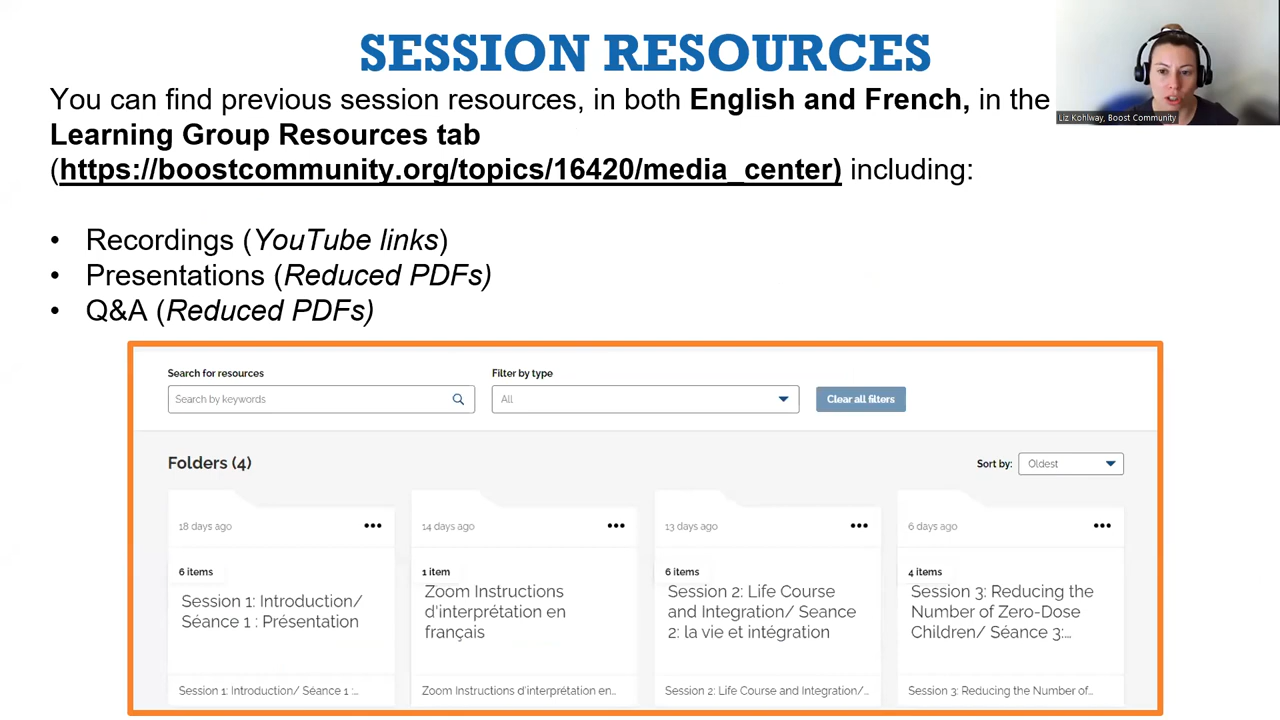 SESSION RESOURCES
You can find previous session resources, in both English and French, in the
Learning Group Resources tab
(https://boostcommunity.org/topics/16420/media_center) including:
• Recordings (YouTube links)
• Presentations (Reduced PDFs)
• Q&A (Reduced PDFs)
Liz Kohlway, Boost Community
Search for resources
Search by keywords
Filter by type
All
Clear all filters
Folders (4)
Sort by: Oldest
18 days ago
6 items
Session 1: Introduction/
Séance 1 : Présentation
Session 1: Introduction/ Séance 1 :...
14 days ago
1 item
Zoom Instructions
d'interprétation en
français
Zoom Instructions d'interprétation en...
13 days ago
6 items
Session 2: Life Course
and Integration/ Seance
2: la vie et intégration
Session 2: Life Course and Integration/...
6 days ago
4 items
Session 3: Reducing the
Number of Zero-Dose
Children/ Séance 3:...
Session 3: Reducing the Number of...